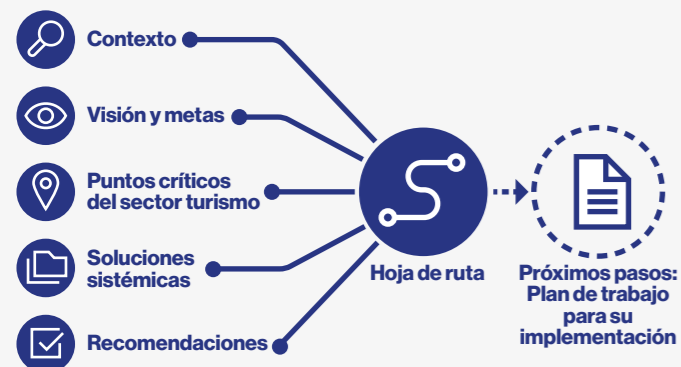 Contexto
Visión y metas
Puntos críticos
del sector turismo
Soluciones
sistémicas
Recomendaciones
Hoja de ruta
Próximos pasos:
Plan de trabajo
para su
implementación